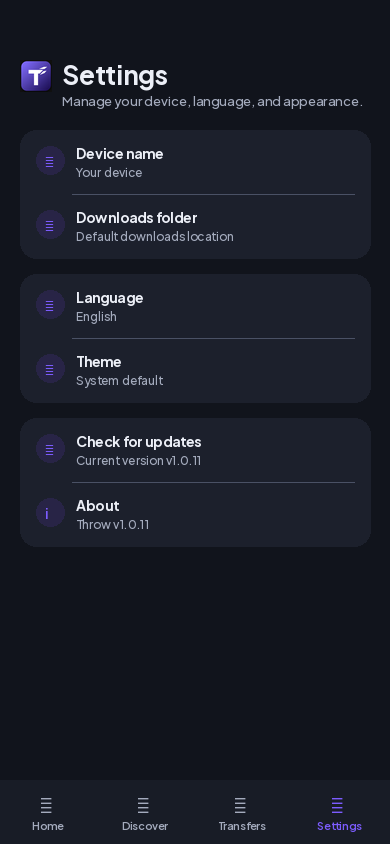 T Settings
Manage your device, language, and appearance.
Device name
Your device
Downloads folder
Default downloads location
Language
English
Theme
System default
Check for updates
Current version v1.0.11
i About
Throw v1.0.11
Home Discover Transfers Settings